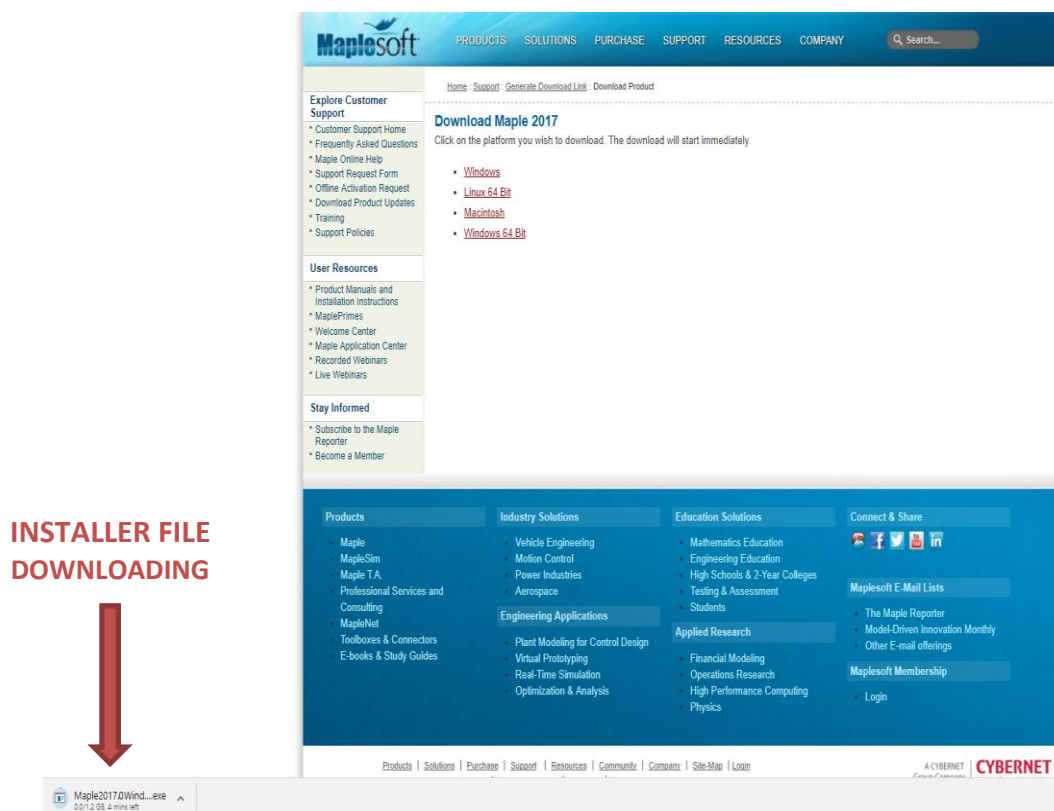 Maplesoft
PRODUCTS SOLUTIONS PURCHASE SUPPORT RESOURCES COMPANY
Search...
Home : Support : Generate Download Link : Download Product
Explore Customer
Support
* Customer Support Home
* Frequently Asked Questions
* Maple Online Help
* Support Request Form
* Offline Activation Request
* Download Product Updates
* Training
* Support Policies
User Resources
* Product Manuals and
Installation Instructions
* MaplePrimes
* Welcome Center
* Maple Application Center
* Recorded Webinars
* Live Webinars
Stay Informed
* Subscribe to the Maple
Reporter
* Become a Member
Download Maple 2017
Click on the platform you wish to download. The download will start immediately.
• Windows
• Linux 64 Bit
• Macintosh
• Windows 64 Bit
INSTALLER FILE
DOWNLOADING
Products
Maple
MapleSim
Maple T.A.
Professional Services and
Consulting
MapleNet
Toolboxes & Connectors
E-books & Study Guides
Industry Solutions
Vehicle Engineering
Motion Control
Power Industries
Aerospace
Engineering Applications
Plant Modeling for Control Design
Virtual Prototyping
Real-Time Simulation
Optimization & Analysis
Education Solutions
Mathematics Education
Engineering Education
High Schools & 2-Year Colleges
Testing & Assessment
Students
Applied Research
Financial Modeling
Operations Research
High Performance Computing
Physics
Connect & Share
Maplesoft E-Mail Lists
The Maple Reporter
Model-Driven Innovation Monthly
Other E-mail offerings
Maplesoft Membership
Login
Products | Solutions | Purchase | Support | Resources | Community | Company | Site-Map | Login
A CYBERNET
Group Company
CYBERNET
Maple2017.0Wind....exe
0.0/1.2 GB, 4 mins left